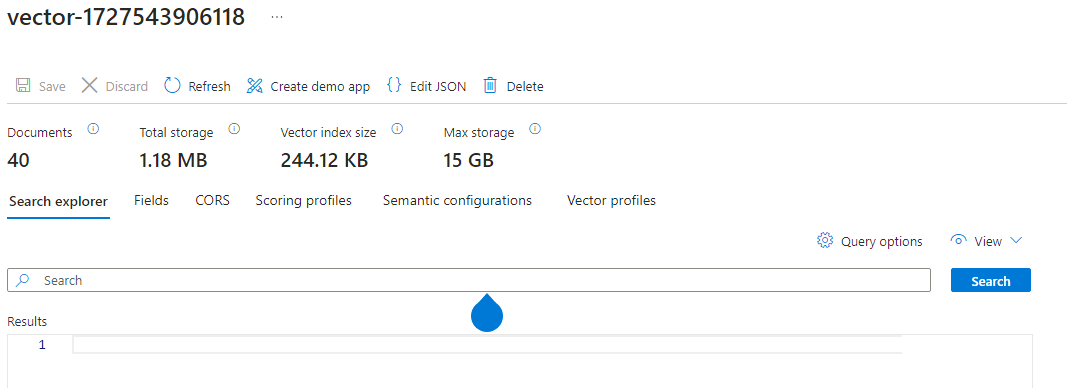 vector-1727543906118 ...
Save Discard Refresh Create demo app {} Edit JSON Delete
Documents Total storage Vector index size Max storage
40 1.18 MB 244.12 KB 15 GB
Search explorer Fields CORS Scoring profiles Semantic configurations Vector profiles
Query options View
Search Search
Results
1